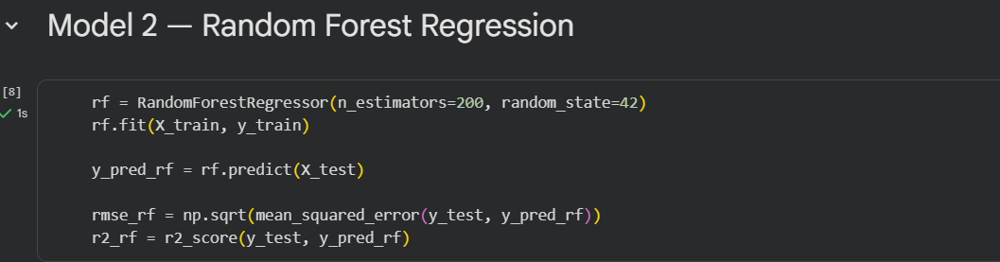 Model 2 — Random Forest Regression
[8]
rf = RandomForestRegressor(n_estimators=200, random_state=42)
1s
rf.fit(X_train, y_train)
y_pred_rf = rf.predict(X_test)
rmse_rf = np.sqrt(mean_squared_error(y_test, y_pred_rf))
r2_rf = r2_score(y_test, y_pred_rf)